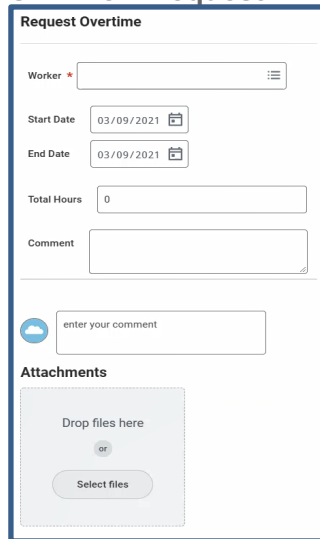 Request Overtime
Worker *
Start Date 03/09/2021
End Date 03/09/2021
Total Hours 0
Comment
enter your comment
Attachments
Drop files here
or
Select files